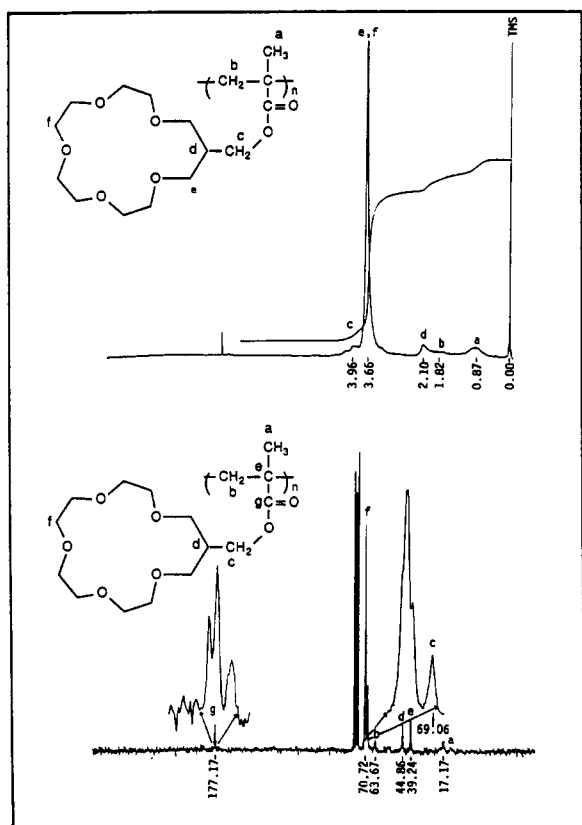 a
e,f
TMS
b
CH₃
( CH₂ — C )n
C=O
O
c
f
O
O
d
CH₂
O
O
O
e
c
d
b
a
3.96-
3.66
2.10-
1.82-
0.87-
0.00-
a
CH₃
( CH₂ — C )n
e
b
g C=O
O
f
O
O
d
CH₂
c
O
O
O
f
g
c
b
d
e
69.06
a
177.17-
70.72-
63.67-
44.86-
39.24-
17.17-